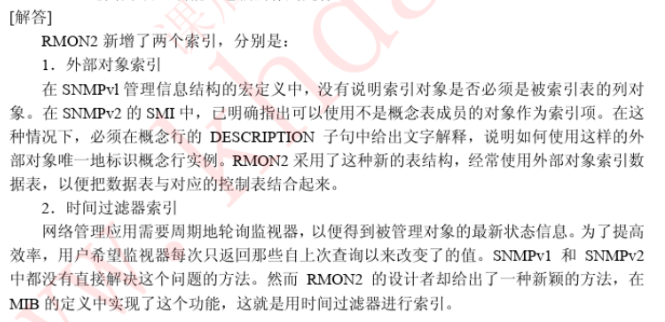 [解答]
RMON2 新增了两个索引，分别是：
1．外部对象索引
在 SNMPvl 管理信息结构的宏定义中，没有说明索引对象是否必须是被索引表的列对
象。在 SNMPv2 的 SMI 中，已明确指出可以使用不是概念表成员的对象作为索引项。在这
种情况下，必须在概念行的 DESCRIPTION 子句中给出文字解释，说明如何使用这样的外
部对象唯一地标识概念行实例。RMON2 采用了这种新的表结构，经常使用外部对象索引数
据表，以便把数据表与对应的控制表结合起来。
2．时间过滤器索引
网络管理应用需要周期地轮询监视器，以便得到被管理对象的最新状态信息。为了提高
效率，用户希望监视器每次只返回那些自上次查询以来改变了的值。SNMPv1 和 SNMPv2
中都没有直接解决这个问题的方法。然而 RMON2 的设计者却给出了一种新颖的方法，在
MIB 的定义中实现了这个功能，这就是用时间过滤器进行索引。